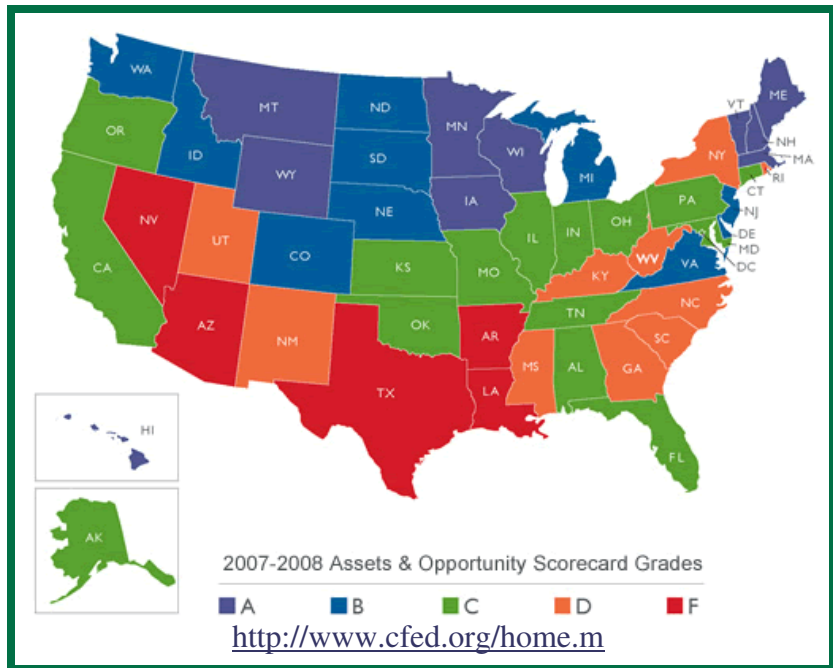 WA
MT
ND
MN
ME
VT
OR
ID
SD
WI
MI
NY
NH
MA
RI
CT
WY
IA
PA
NJ
NE
OH
DE
MD
DC
NV
UT
CO
IL
IN
WV
VA
CA
KS
MO
KY
NC
AZ
NM
OK
AR
TN
SC
TX
LA
MS
AL
GA
FL
HI
AK
2007-2008 Assets & Opportunity Scorecard Grades
A B C D F
http://www.cfed.org/home.m